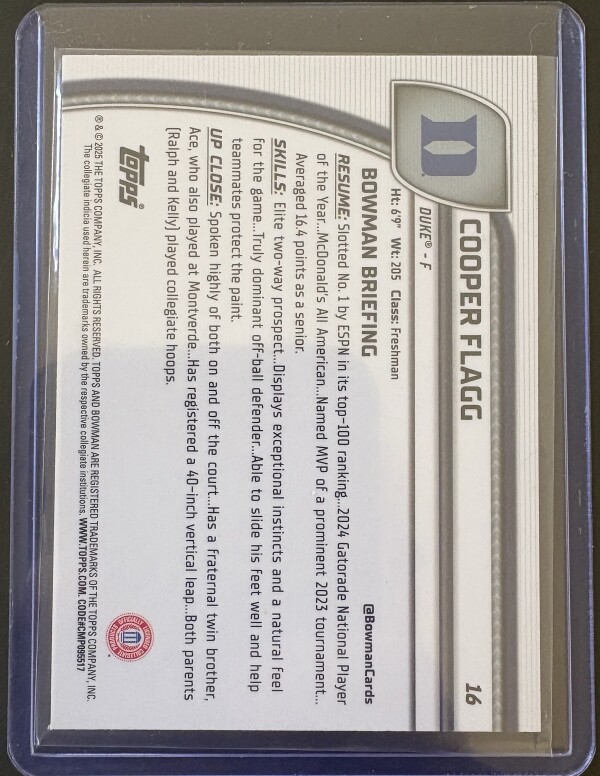 D
COOPER FLAGG
16
DUKE® - F
Ht: 6'9" Wt: 205 Class: Freshman
BOWMAN BRIEFING
@BowmanCards
RESUME: Slotted No. 1 by ESPN in its top-100 ranking...2024 Gatorade National Player
of the Year...McDonald's All American...Named MVP of a prominent 2023 tournament...
Averaged 16.4 points as a senior.
SKILLS: Elite two-way prospect...Displays exceptional instincts and a natural feel
for the game...Truly dominant off-ball defender...Able to slide his feet well and help
teammates protect the paint.
UP CLOSE: Spoken highly of both on and off the court...Has a fraternal twin brother,
Ace, who also played at Montverde...Has registered a 40-inch vertical leap...Both parents
(Ralph and Kelly) played collegiate hoops.
topps®
® & © 2025 THE TOPPS COMPANY, INC. ALL RIGHTS RESERVED. TOPPS AND BOWMAN ARE REGISTERED TRADEMARKS OF THE TOPPS COMPANY, INC.
The collegiate indicia used herein are trademarks owned by the respective collegiate institutions. WWW.TOPPS.COM. CODE#CMP095517
OFFICIALLY LICENSED COLLEGIATE PRODUCTS